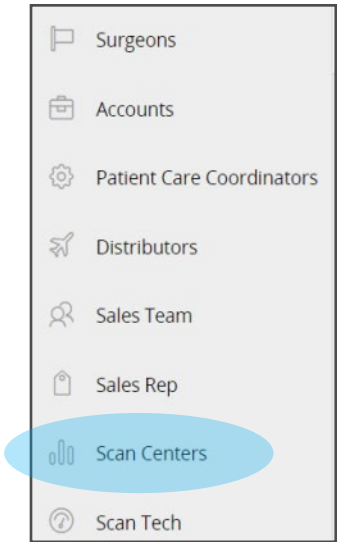 Surgeons
Accounts
Patient Care Coordinators
Distributors
Sales Team
Sales Rep
Scan Centers
Scan Tech